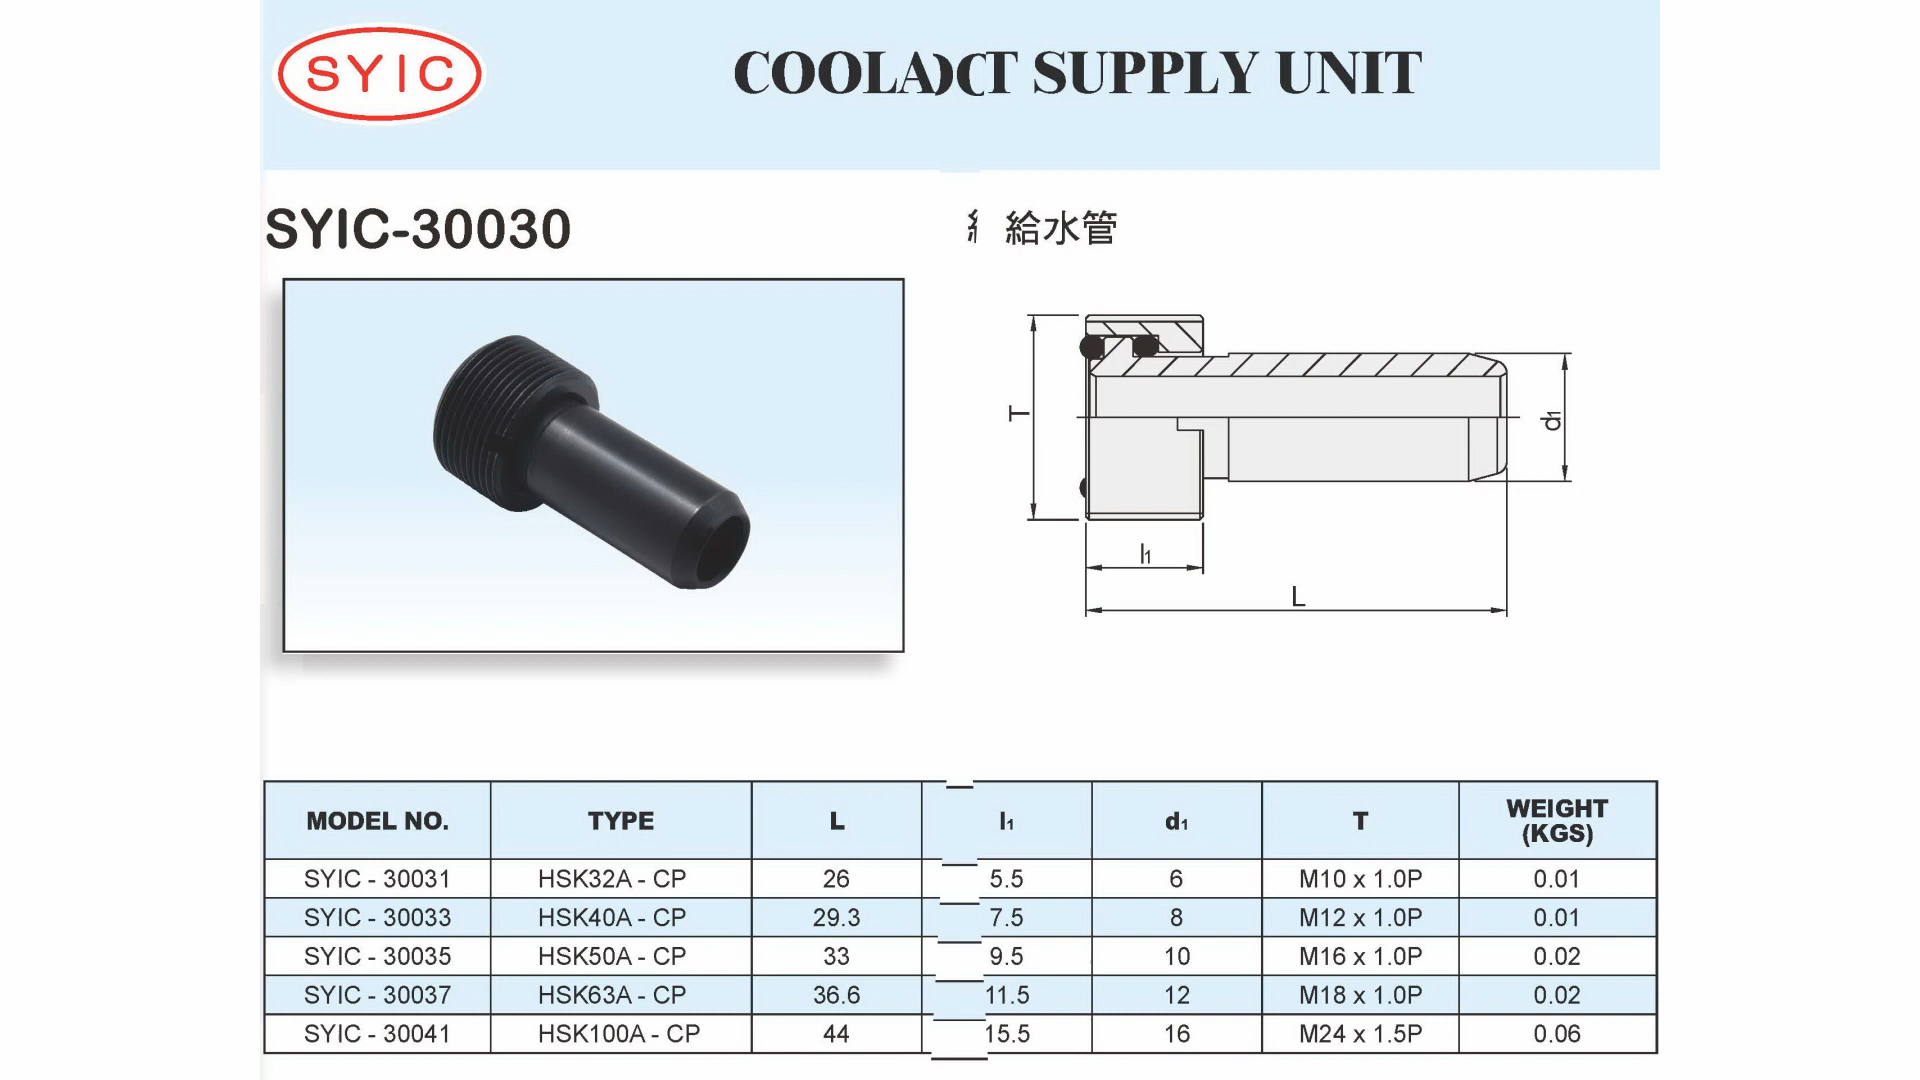 SYIC
COOLA T SUPPLY UNIT
SYIC-30030
給水管
T
d1
l1
L
MODEL NO. TYPE L l1 d1 T WEIGHT (KGS)
SYIC - 30031 HSK32A - CP 26 5.5 6 M10 x 1.0P 0.01
SYIC - 30033 HSK40A - CP 29.3 7.5 8 M12 x 1.0P 0.01
SYIC - 30035 HSK50A - CP 33 9.5 10 M16 x 1.0P 0.02
SYIC - 30037 HSK63A - CP 36.6 11.5 12 M18 x 1.0P 0.02
SYIC - 30041 HSK100A - CP 44 15.5 16 M24 x 1.5P 0.06